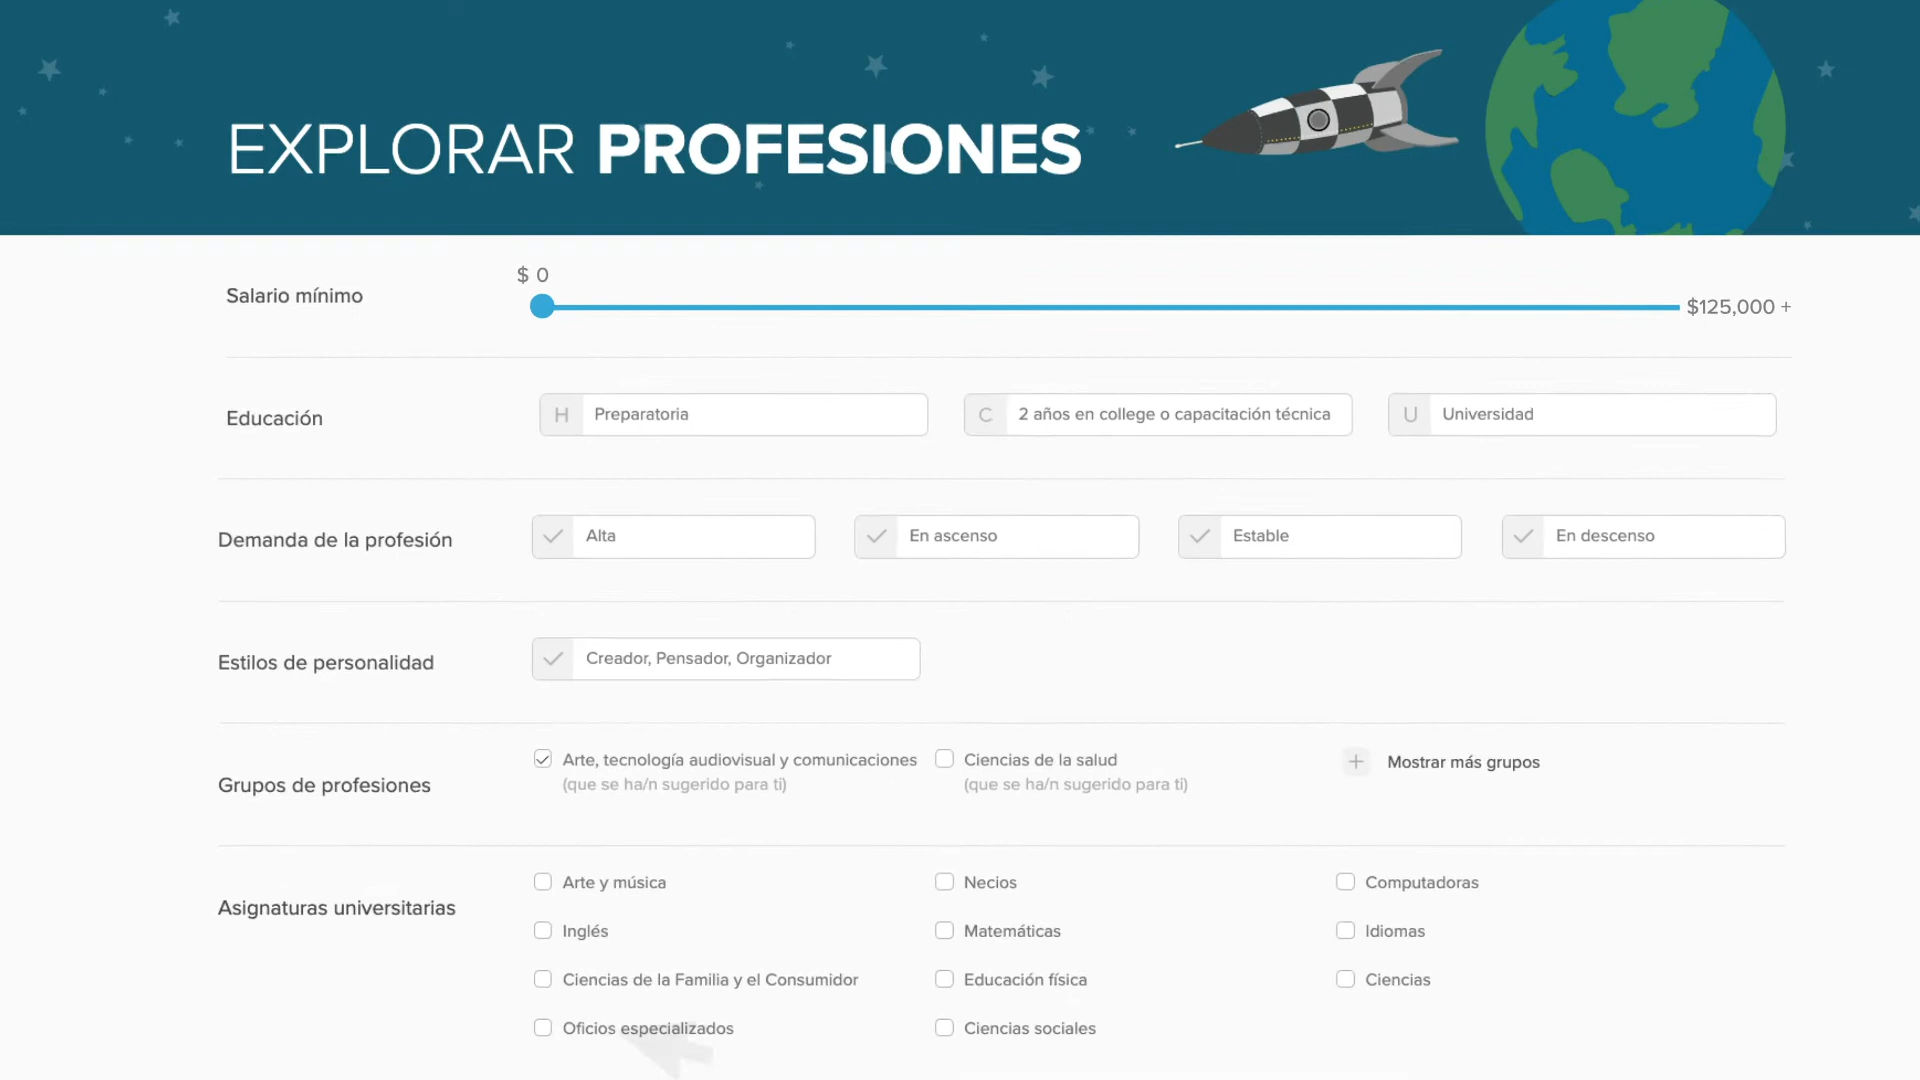 EXPLORAR PROFESIONES
$ 0
Salario mínimo
$125,000 +
Educación
H Preparatoria
C 2 años en college o capacitación técnica
U Universidad
Demanda de la profesión
Alta
En ascenso
Estable
En descenso
Estilos de personalidad
Creador, Pensador, Organizador
Grupos de profesiones
Arte, tecnología audiovisual y comunicaciones
(que se ha/n sugerido para ti)
Ciencias de la salud
(que se ha/n sugerido para ti)
+ Mostrar más grupos
Asignaturas universitarias
Arte y música
Necios
Computadoras
Inglés
Matemáticas
Idiomas
Ciencias de la Familia y el Consumidor
Educación física
Ciencias
Oficios especializados
Ciencias sociales